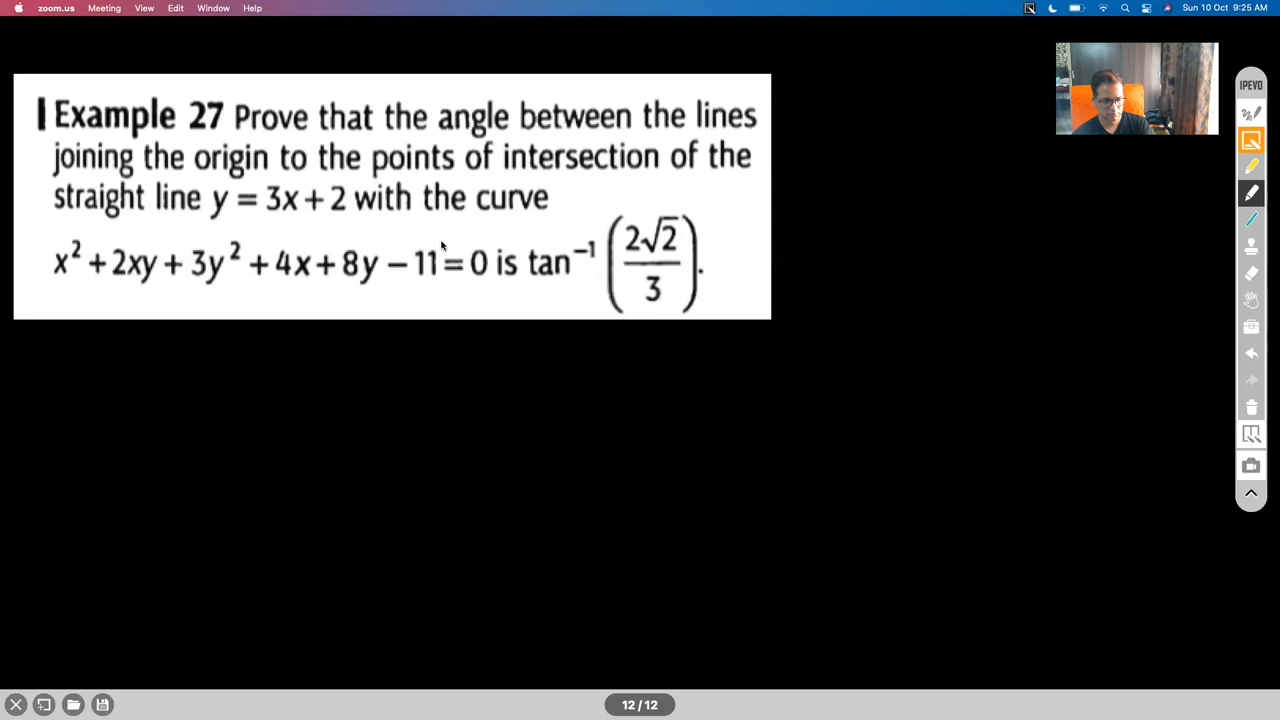 zoom.us Meeting View Edit Window Help Sun 10 Oct 9:25 AM
IPEVO
Example 27 Prove that the angle between the lines
joining the origin to the points of intersection of the
straight line y = 3x + 2 with the curve
x² + 2xy + 3y² + 4x + 8y − 11 = 0 is tan⁻¹ (2√2/3).
12 / 12